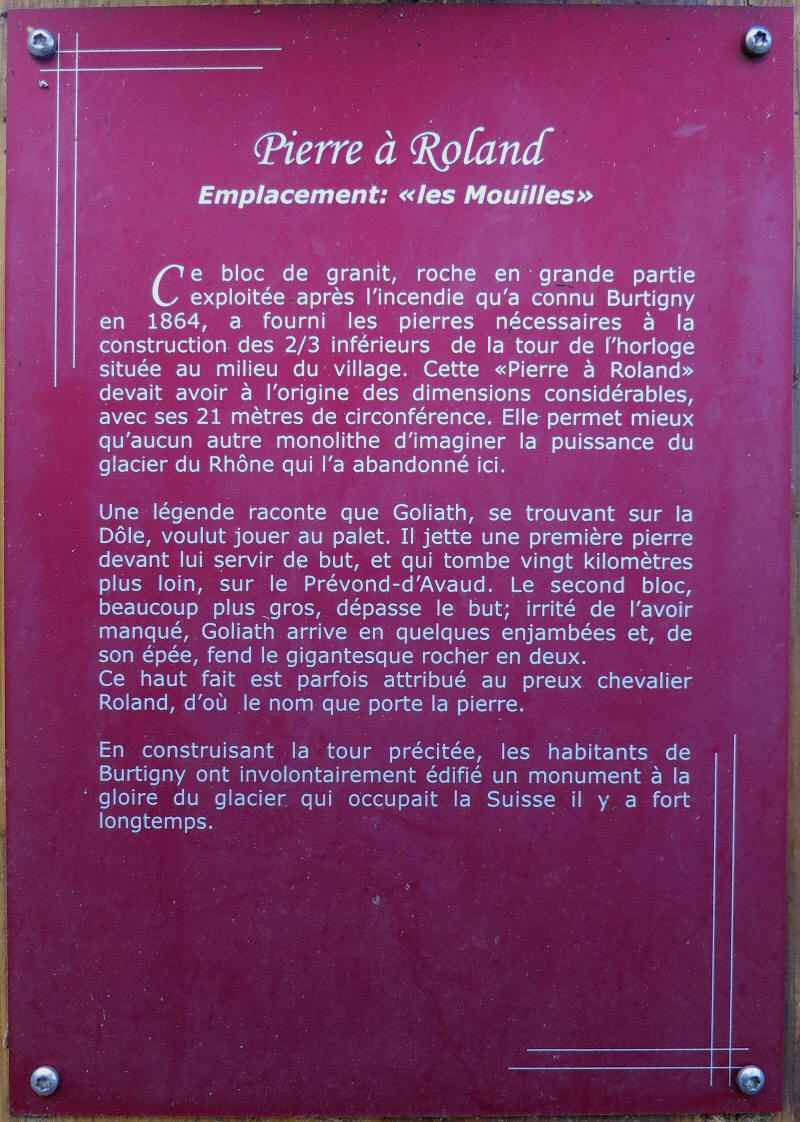 Pierre à Roland
Emplacement: «les Mouilles»
Ce bloc de granit, roche en grande partie
exploitée après l'incendie qu'a connu Burtigny
en 1864, a fourni les pierres nécessaires à la
construction des 2/3 inférieurs de la tour de l'horloge
située au milieu du village. Cette «Pierre à Roland»
devait avoir à l'origine des dimensions considérables,
avec ses 21 mètres de circonférence. Elle permet mieux
qu'aucun autre monolithe d'imaginer la puissance du
glacier du Rhône qui l'a abandonné ici.
Une légende raconte que Goliath, se trouvant sur la
Dôle, voulut jouer au palet. Il jette une première pierre
devant lui servir de but, et qui tombe vingt kilomètres
plus loin, sur le Prévond-d'Avaud. Le second bloc,
beaucoup plus gros, dépasse le but; irrité de l'avoir
manqué, Goliath arrive en quelques enjambées et, de
son épée, fend le gigantesque rocher en deux.
Ce haut fait est parfois attribué au preux chevalier
Roland, d'où le nom que porte la pierre.
En construisant la tour précitée, les habitants de
Burtigny ont involontairement édifié un monument à la
gloire du glacier qui occupait la Suisse il y a fort
longtemps.